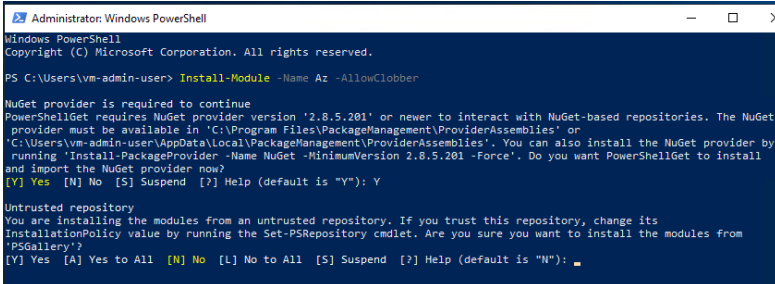 Administrator: Windows PowerShell
Windows PowerShell
Copyright (C) Microsoft Corporation. All rights reserved.
PS C:\Users\vm-admin-user> Install-Module -Name Az -AllowClobber
NuGet provider is required to continue
PowerShellGet requires NuGet provider version '2.8.5.201' or newer to interact with NuGet-based repositories. The NuGet
provider must be available in 'C:\Program Files\PackageManagement\ProviderAssemblies' or
'C:\Users\vm-admin-user\AppData\Local\PackageManagement\ProviderAssemblies'. You can also install the NuGet provider by
running 'Install-PackageProvider -Name NuGet -MinimumVersion 2.8.5.201 -Force'. Do you want PowerShellGet to install
and import the NuGet provider now?
[Y] Yes  [N] No  [S] Suspend  [?] Help (default is "Y"): Y
Untrusted repository
You are installing the modules from an untrusted repository. If you trust this repository, change its
InstallationPolicy value by running the Set-PSRepository cmdlet. Are you sure you want to install the modules from
'PSGallery'?
[Y] Yes  [A] Yes to All  [N] No  [L] No to All  [S] Suspend  [?] Help (default is "N"):